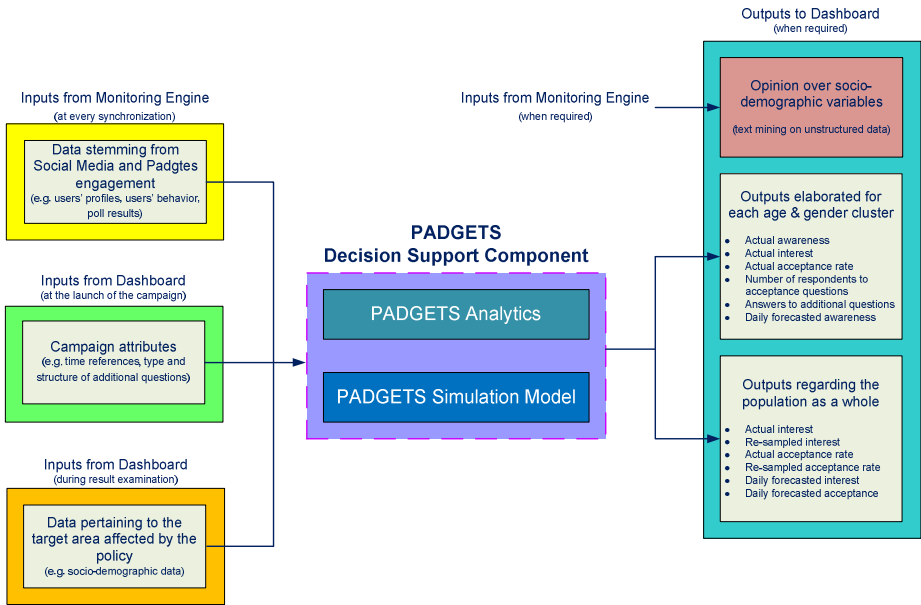 Inputs from Monitoring Engine
(at every synchronization)
Data stemming from
Social Media and Padgtes
engagement
(e.g. users' profiles, users' behavior,
poll results)
Inputs from Dashboard
(at the launch of the campaign)
Campaign attributes
(e.g. time references, type and
structure of additional questions)
Inputs from Dashboard
(during result examination)
Data pertaining to the
target area affected by the
policy
(e.g. socio-demographic data)
PADGETS
Decision Support Component
PADGETS Analytics
PADGETS Simulation Model
Inputs from Monitoring Engine
(when required)
Outputs to Dashboard
(when required)
Opinion over socio-
demographic variables
(text mining on unstructured data)
Outputs elaborated for
each age & gender cluster
● Actual awareness
● Actual interest
● Actual acceptance rate
● Number of respondents to
acceptance questions
● Answers to additional questions
● Daily forecasted awareness
Outputs regarding the
population as a whole
● Actual interest
● Re-sampled interest
● Actual acceptance rate
● Re-sampled acceptance rate
● Daily forecasted interest
● Daily forecasted acceptance